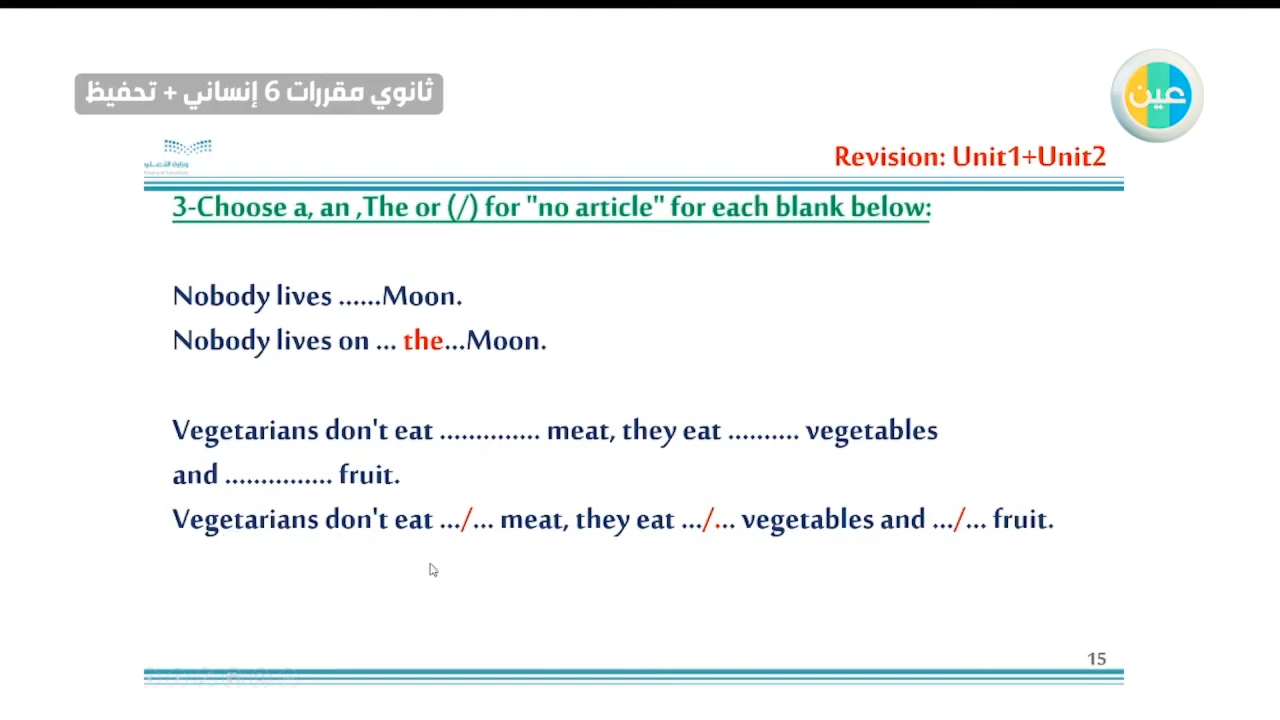 ثانوي مقررات 6 إنساني + تحفيظ
عين
Revision: Unit1+Unit2
3-Choose a, an ,The or (/) for "no article" for each blank below:
Nobody lives ......Moon.
Nobody lives on ... the...Moon.
Vegetarians don't eat .............. meat, they eat .......... vegetables
and ............... fruit.
Vegetarians don't eat .../... meat, they eat .../... vegetables and .../... fruit.
15